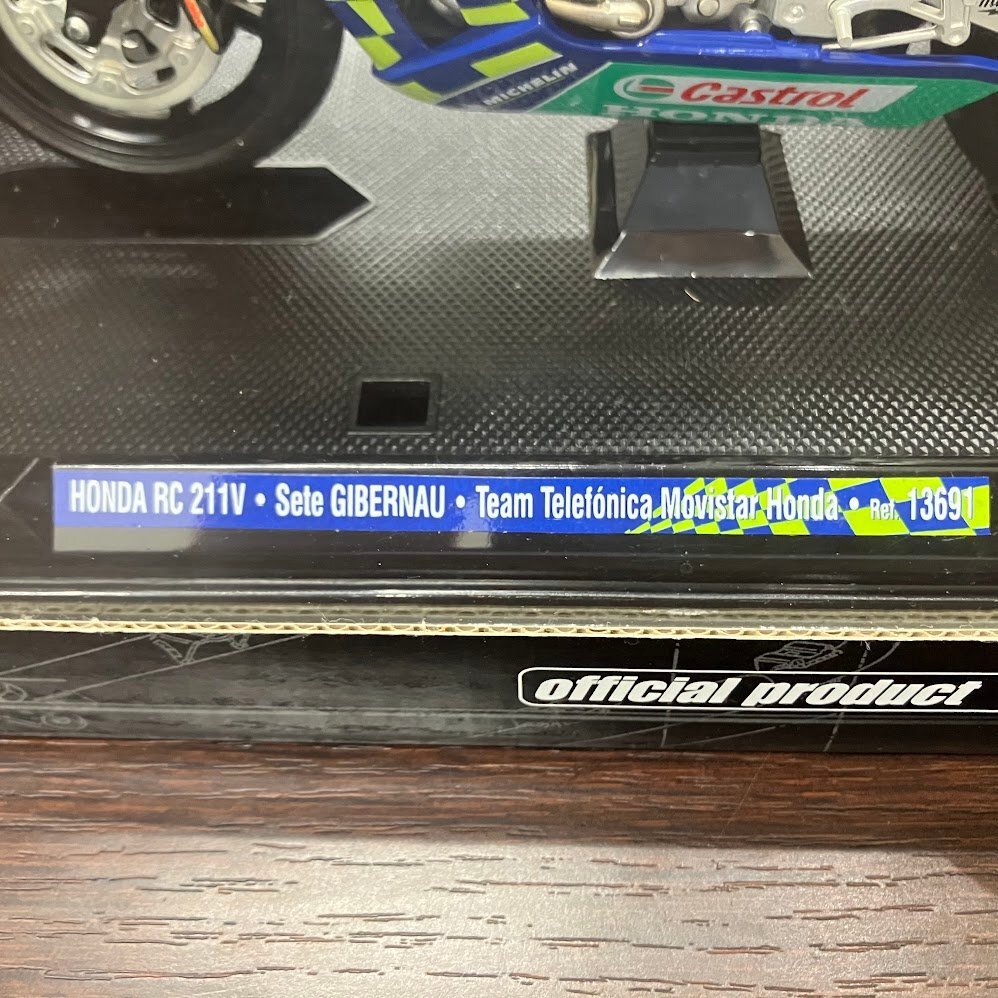 MICHELIN
Castrol
HONDA
HONDA RC 211V • Sete GIBERNAU • Team Telefónica Movistar Honda • Ref. 13691
official product